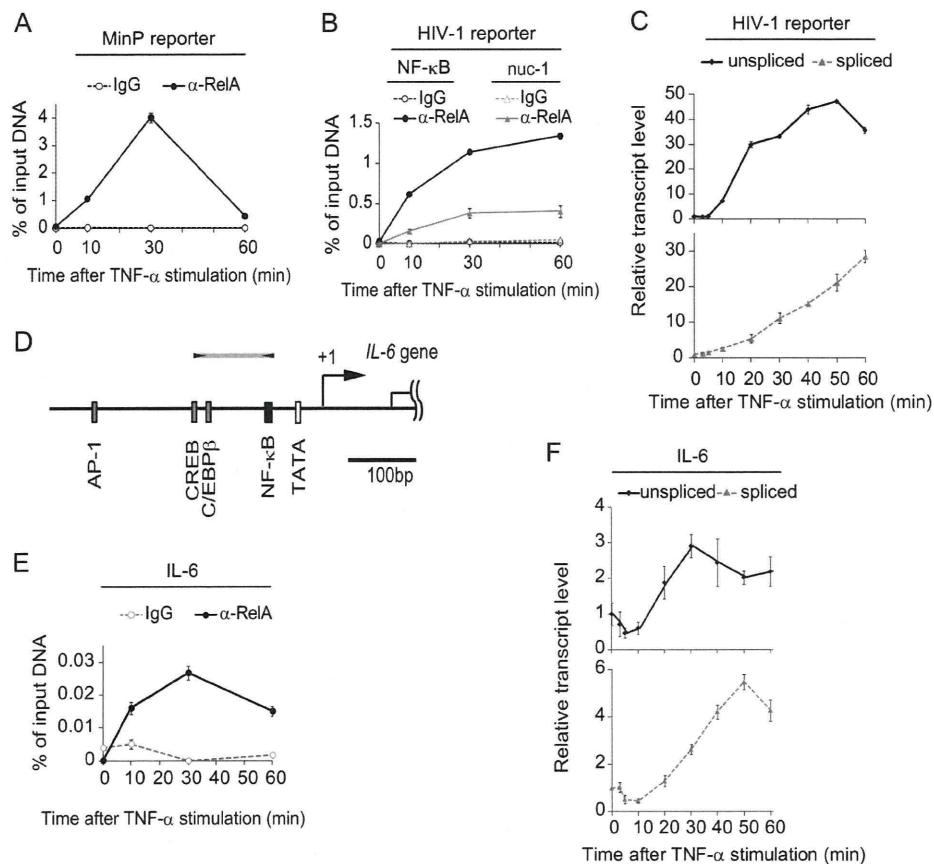 A
MinP reporter
IgG α-RelA
% of input DNA
4
3
2
1
0
0 10 30 60
Time after TNF-α stimulation (min)
B
HIV-1 reporter
NF-κB nuc-1
IgG IgG
α-RelA α-RelA
% of input DNA
1.5
1
0.5
0
0 10 30 60
Time after TNF-α stimulation (min)
C
HIV-1 reporter
unspliced spliced
Relative transcript level
50
40
30
20
10
0
30
20
10
0
0 10 20 30 40 50 60
Time after TNF-α stimulation (min)
D
+1 IL-6 gene
AP-1
CREB
C/EBPβ
NF-κB
TATA
100bp
E
IL-6
IgG α-RelA
% of input DNA
0.03
0.02
0.01
0
0 10 20 30 40 50 60
Time after TNF-α stimulation (min)
F
IL-6
unspliced spliced
Relative transcript level
4
3
2
1
0
6
4
2
0
0 10 20 30 40 50 60
Time after TNF-α stimulation (min)